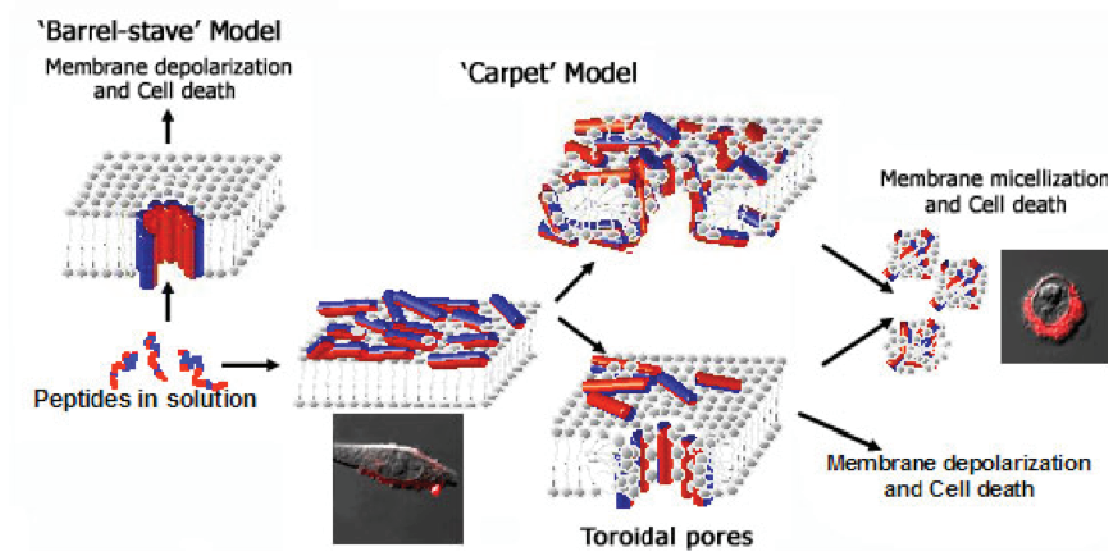 ‘Barrel-stave’ Model
Membrane depolarization
and Cell death
‘Carpet’ Model
Membrane micellization
and Cell death
Peptides in solution
Membrane depolarization
and Cell death
Toroidal pores